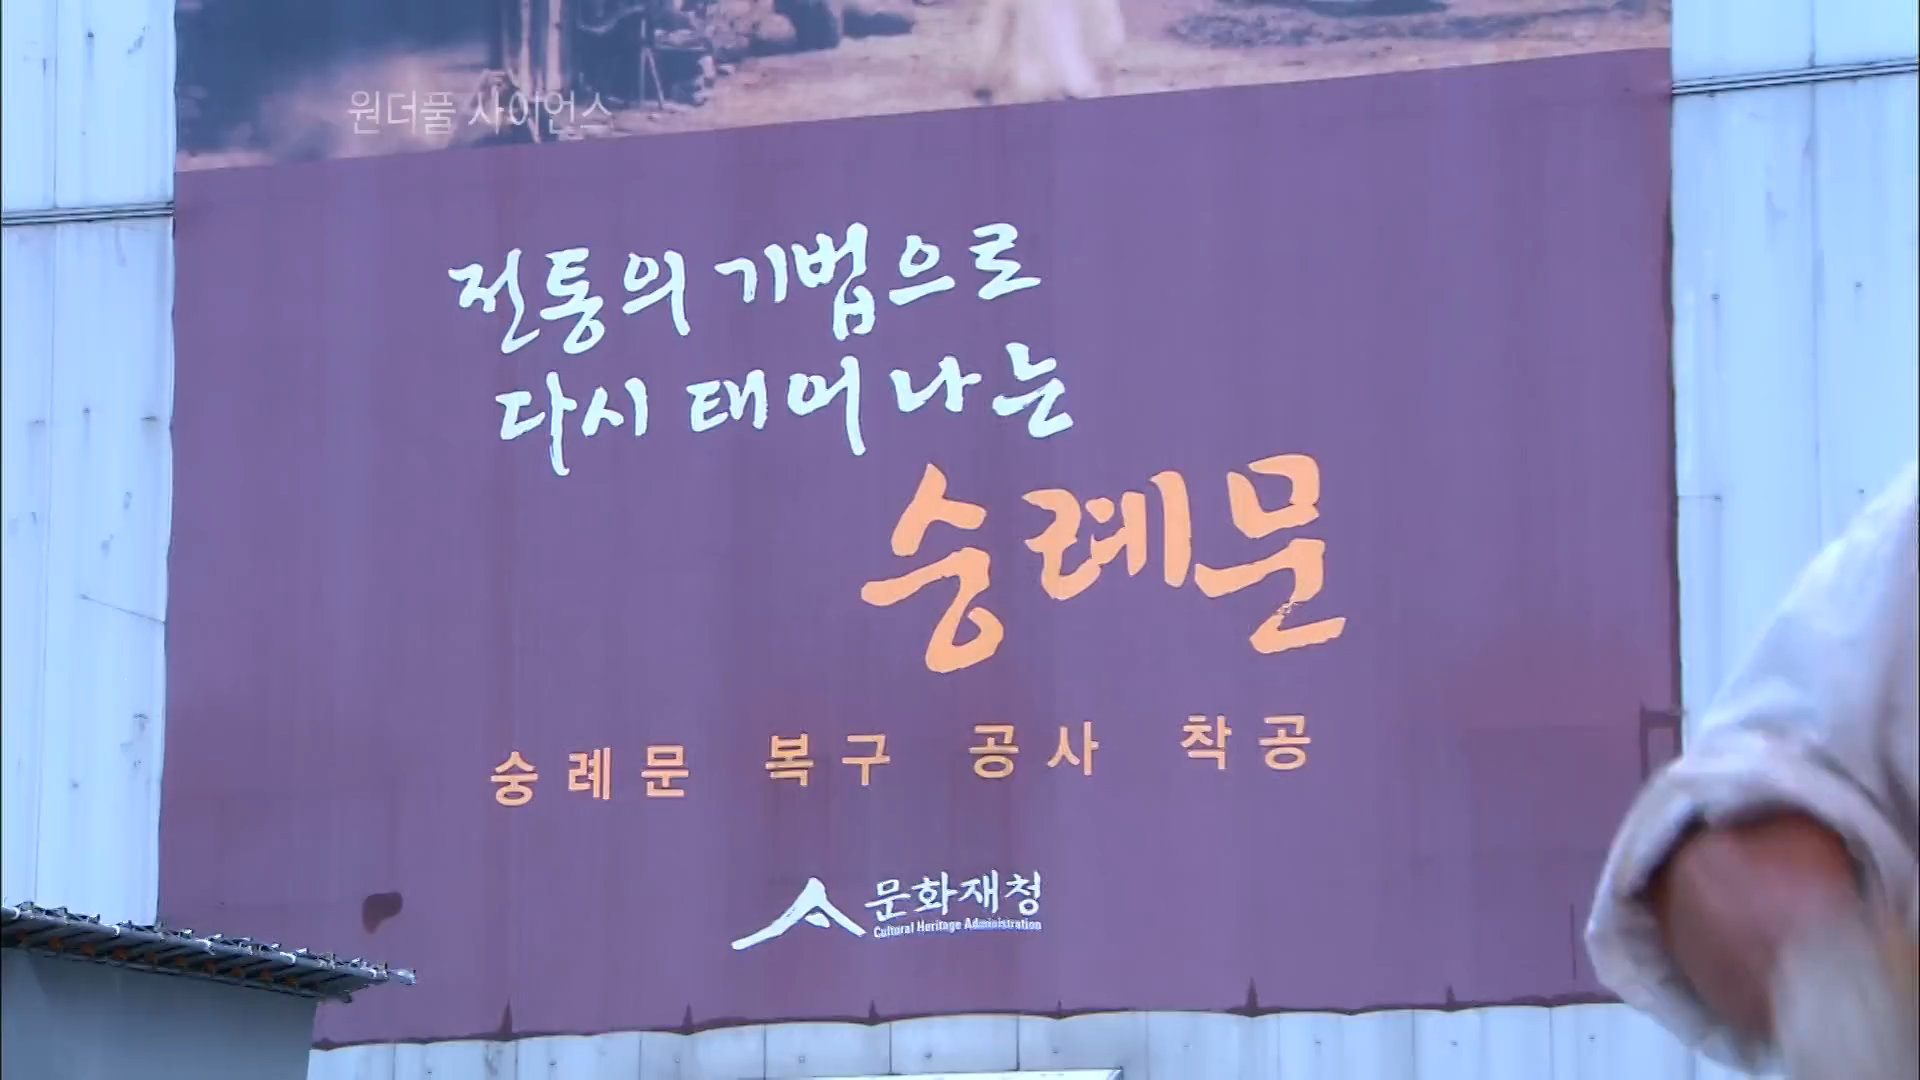 원더풀 사이언스
전통의 기법으로
다시 태어나는
숭례문
숭례문 복구 공사 착공
문화재청
Cultural Heritage Administration